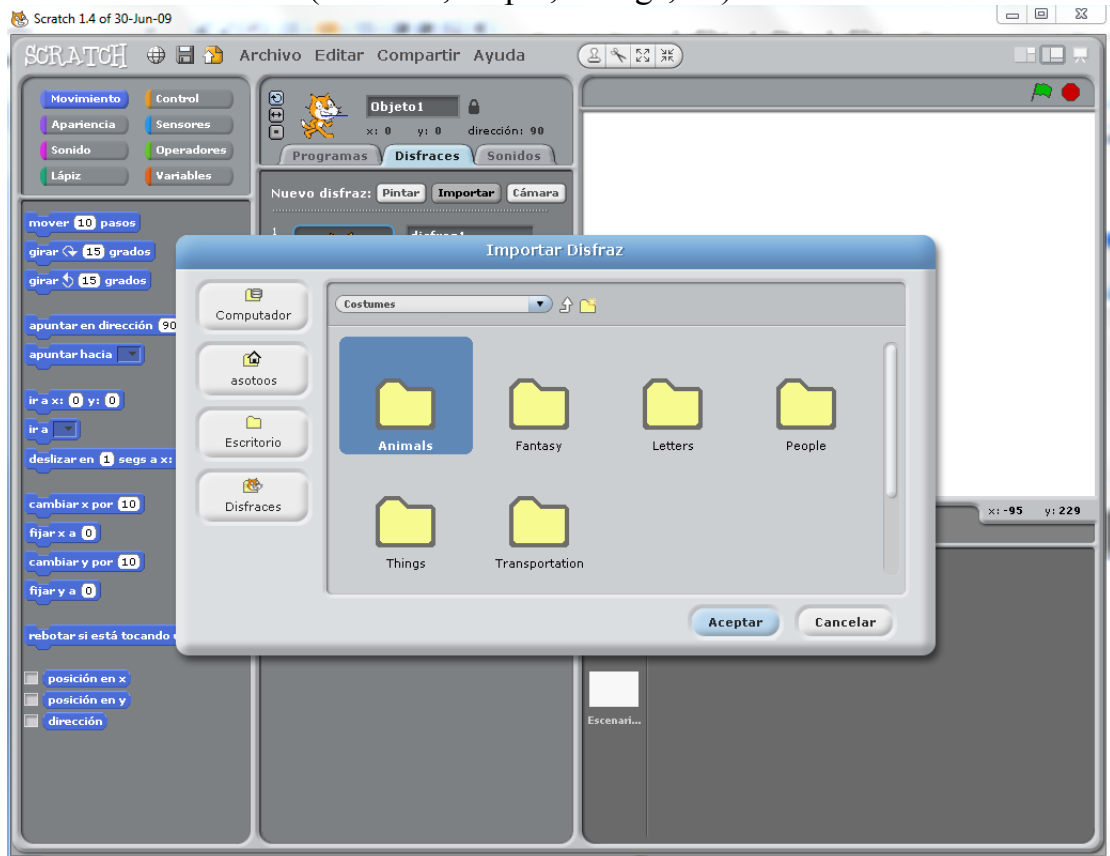 Scratch 1.4 of 30-Jun-09
SCRATCH Archivo Editar Compartir Ayuda
Movimiento Control
Apariencia Sensores
Sonido Operadores
Lápiz Variables
Objeto1
x: 0 y: 0 dirección: 90
Programas Disfraces Sonidos
Nuevo disfraz: Pintar Importar Cámara
1
mover 10 pasos
girar 15 grados
girar 15 grados
apuntar en dirección 90
apuntar hacia
ir a x: 0 y: 0
ir a
deslizar en 1 segs a x:
cambiar x por 10
fijar x a 0
cambiar y por 10
fijar y a 0
rebotar si está tocando
posición en x
posición en y
dirección
Importar Disfraz
Computador
asotoos
Escritorio
Disfraces
Costumes
Animals Fantasy Letters People
Things Transportation
Aceptar Cancelar
x: -95 y: 229
Escenari...